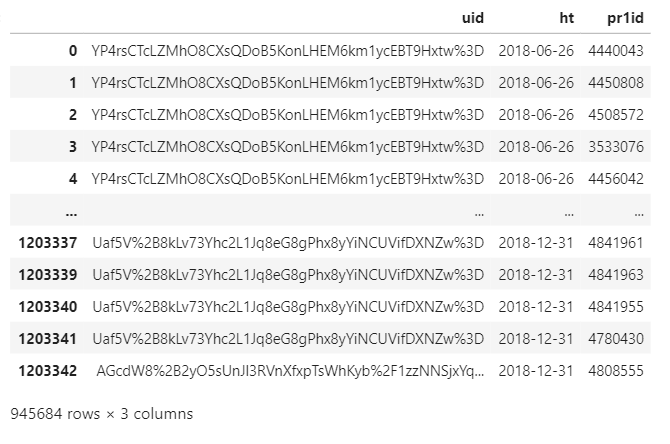 uid ht pr1id
0 YP4rsCTcLZMhO8CXsQDoB5KonLHEM6km1ycEBT9Hxtw%3D 2018-06-26 4440043
1 YP4rsCTcLZMhO8CXsQDoB5KonLHEM6km1ycEBT9Hxtw%3D 2018-06-26 4450808
2 YP4rsCTcLZMhO8CXsQDoB5KonLHEM6km1ycEBT9Hxtw%3D 2018-06-26 4508572
3 YP4rsCTcLZMhO8CXsQDoB5KonLHEM6km1ycEBT9Hxtw%3D 2018-06-26 3533076
4 YP4rsCTcLZMhO8CXsQDoB5KonLHEM6km1ycEBT9Hxtw%3D 2018-06-26 4456042
... ... ... ...
1203337 Uaf5V%2B8kLv73Yhc2L1Jq8eG8gPhx8yYiNCUVifDXNZw%3D 2018-12-31 4841961
1203339 Uaf5V%2B8kLv73Yhc2L1Jq8eG8gPhx8yYiNCUVifDXNZw%3D 2018-12-31 4841963
1203340 Uaf5V%2B8kLv73Yhc2L1Jq8eG8gPhx8yYiNCUVifDXNZw%3D 2018-12-31 4841955
1203341 Uaf5V%2B8kLv73Yhc2L1Jq8eG8gPhx8yYiNCUVifDXNZw%3D 2018-12-31 4780430
1203342 AGcdW8%2B2yO5sUnJI3RVnXfxpTsWhKyb%2F1zzNNSjxYq... 2018-12-31 4808555
945684 rows × 3 columns